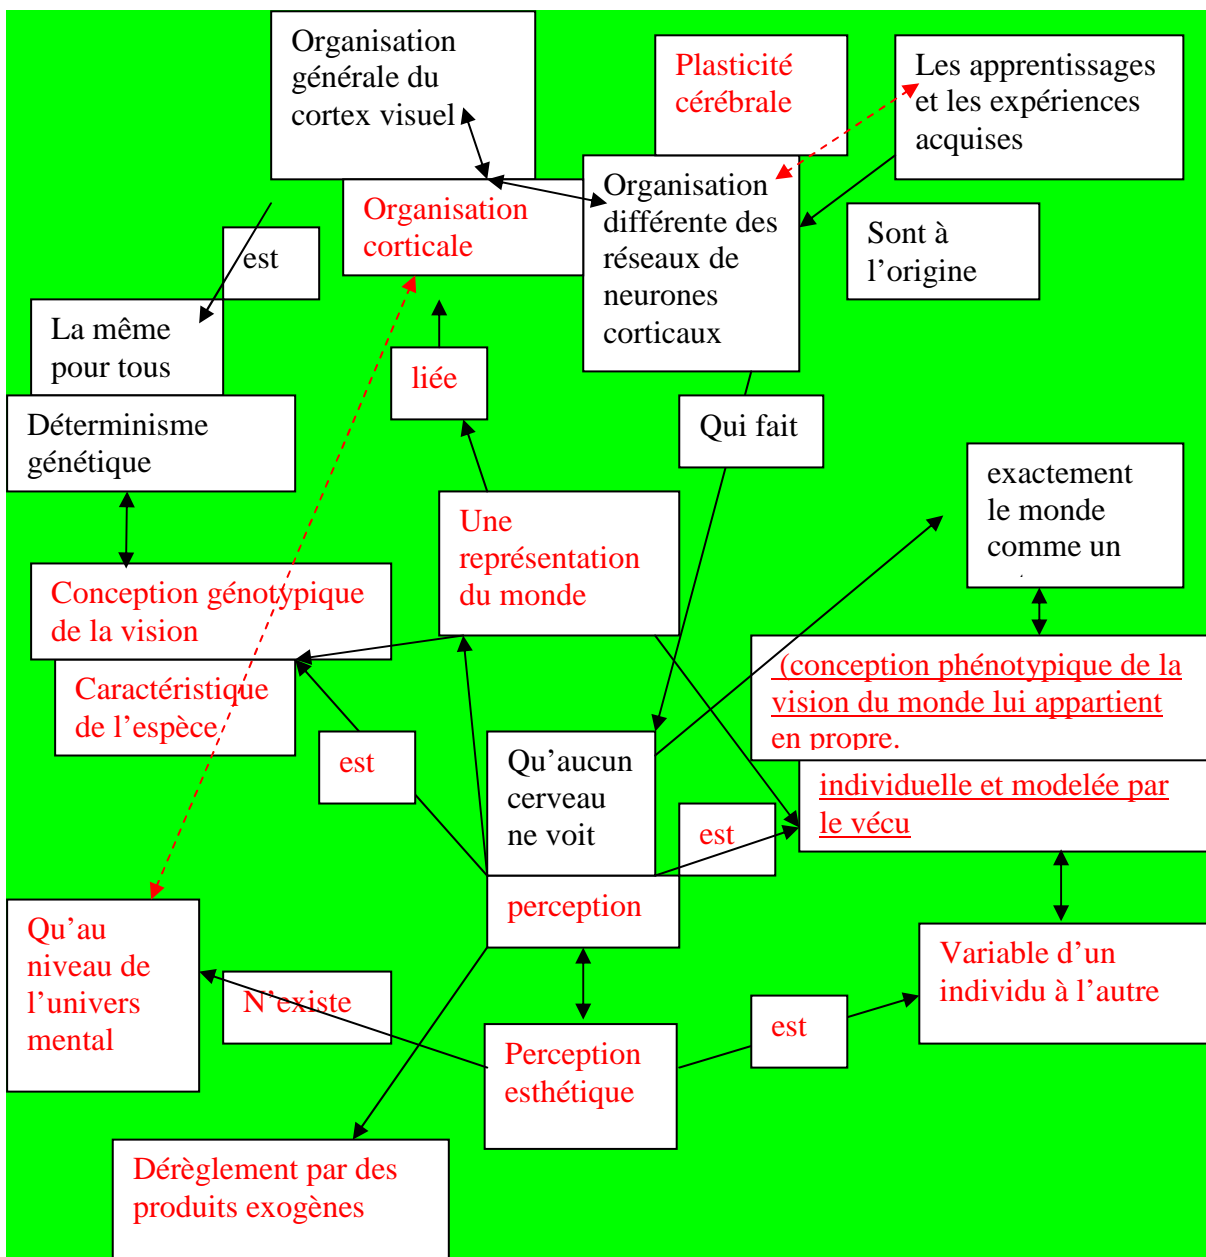 Organisation
générale du
cortex visuel
Plasticité
cérébrale
Les apprentissages
et les expériences
acquises
Organisation
corticale
Organisation
différente des
réseaux de
neurones
corticaux
Sont à
l’origine
est
La même
pour tous
liée
Déterminisme
génétique
Qui fait
exactement
le monde
comme un
Une
représentation
du monde
Conception génotypique
de la vision
Caractéristique
de l’espèce
(conception phénotypique de la
vision du monde lui appartient
en propre.
est
Qu’aucun
cerveau
ne voit
individuelle et modelée par
le vécu
est
perception
Qu’au
niveau de
l’univers
mental
N’existe
Variable d’un
individu à l’autre
est
Perception
esthétique
Dérèglement par des
produits exogènes